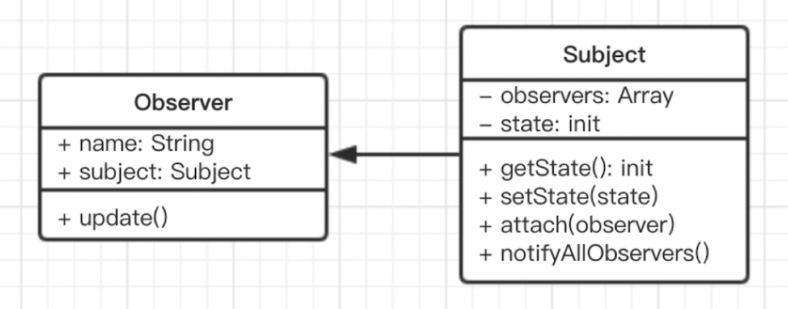 Observer
+ name: String
+ subject: Subject
+ update()
Subject
– observers: Array
– state: init
+ getState(): init
+ setState(state)
+ attach(observer)
+ notifyAllObservers()